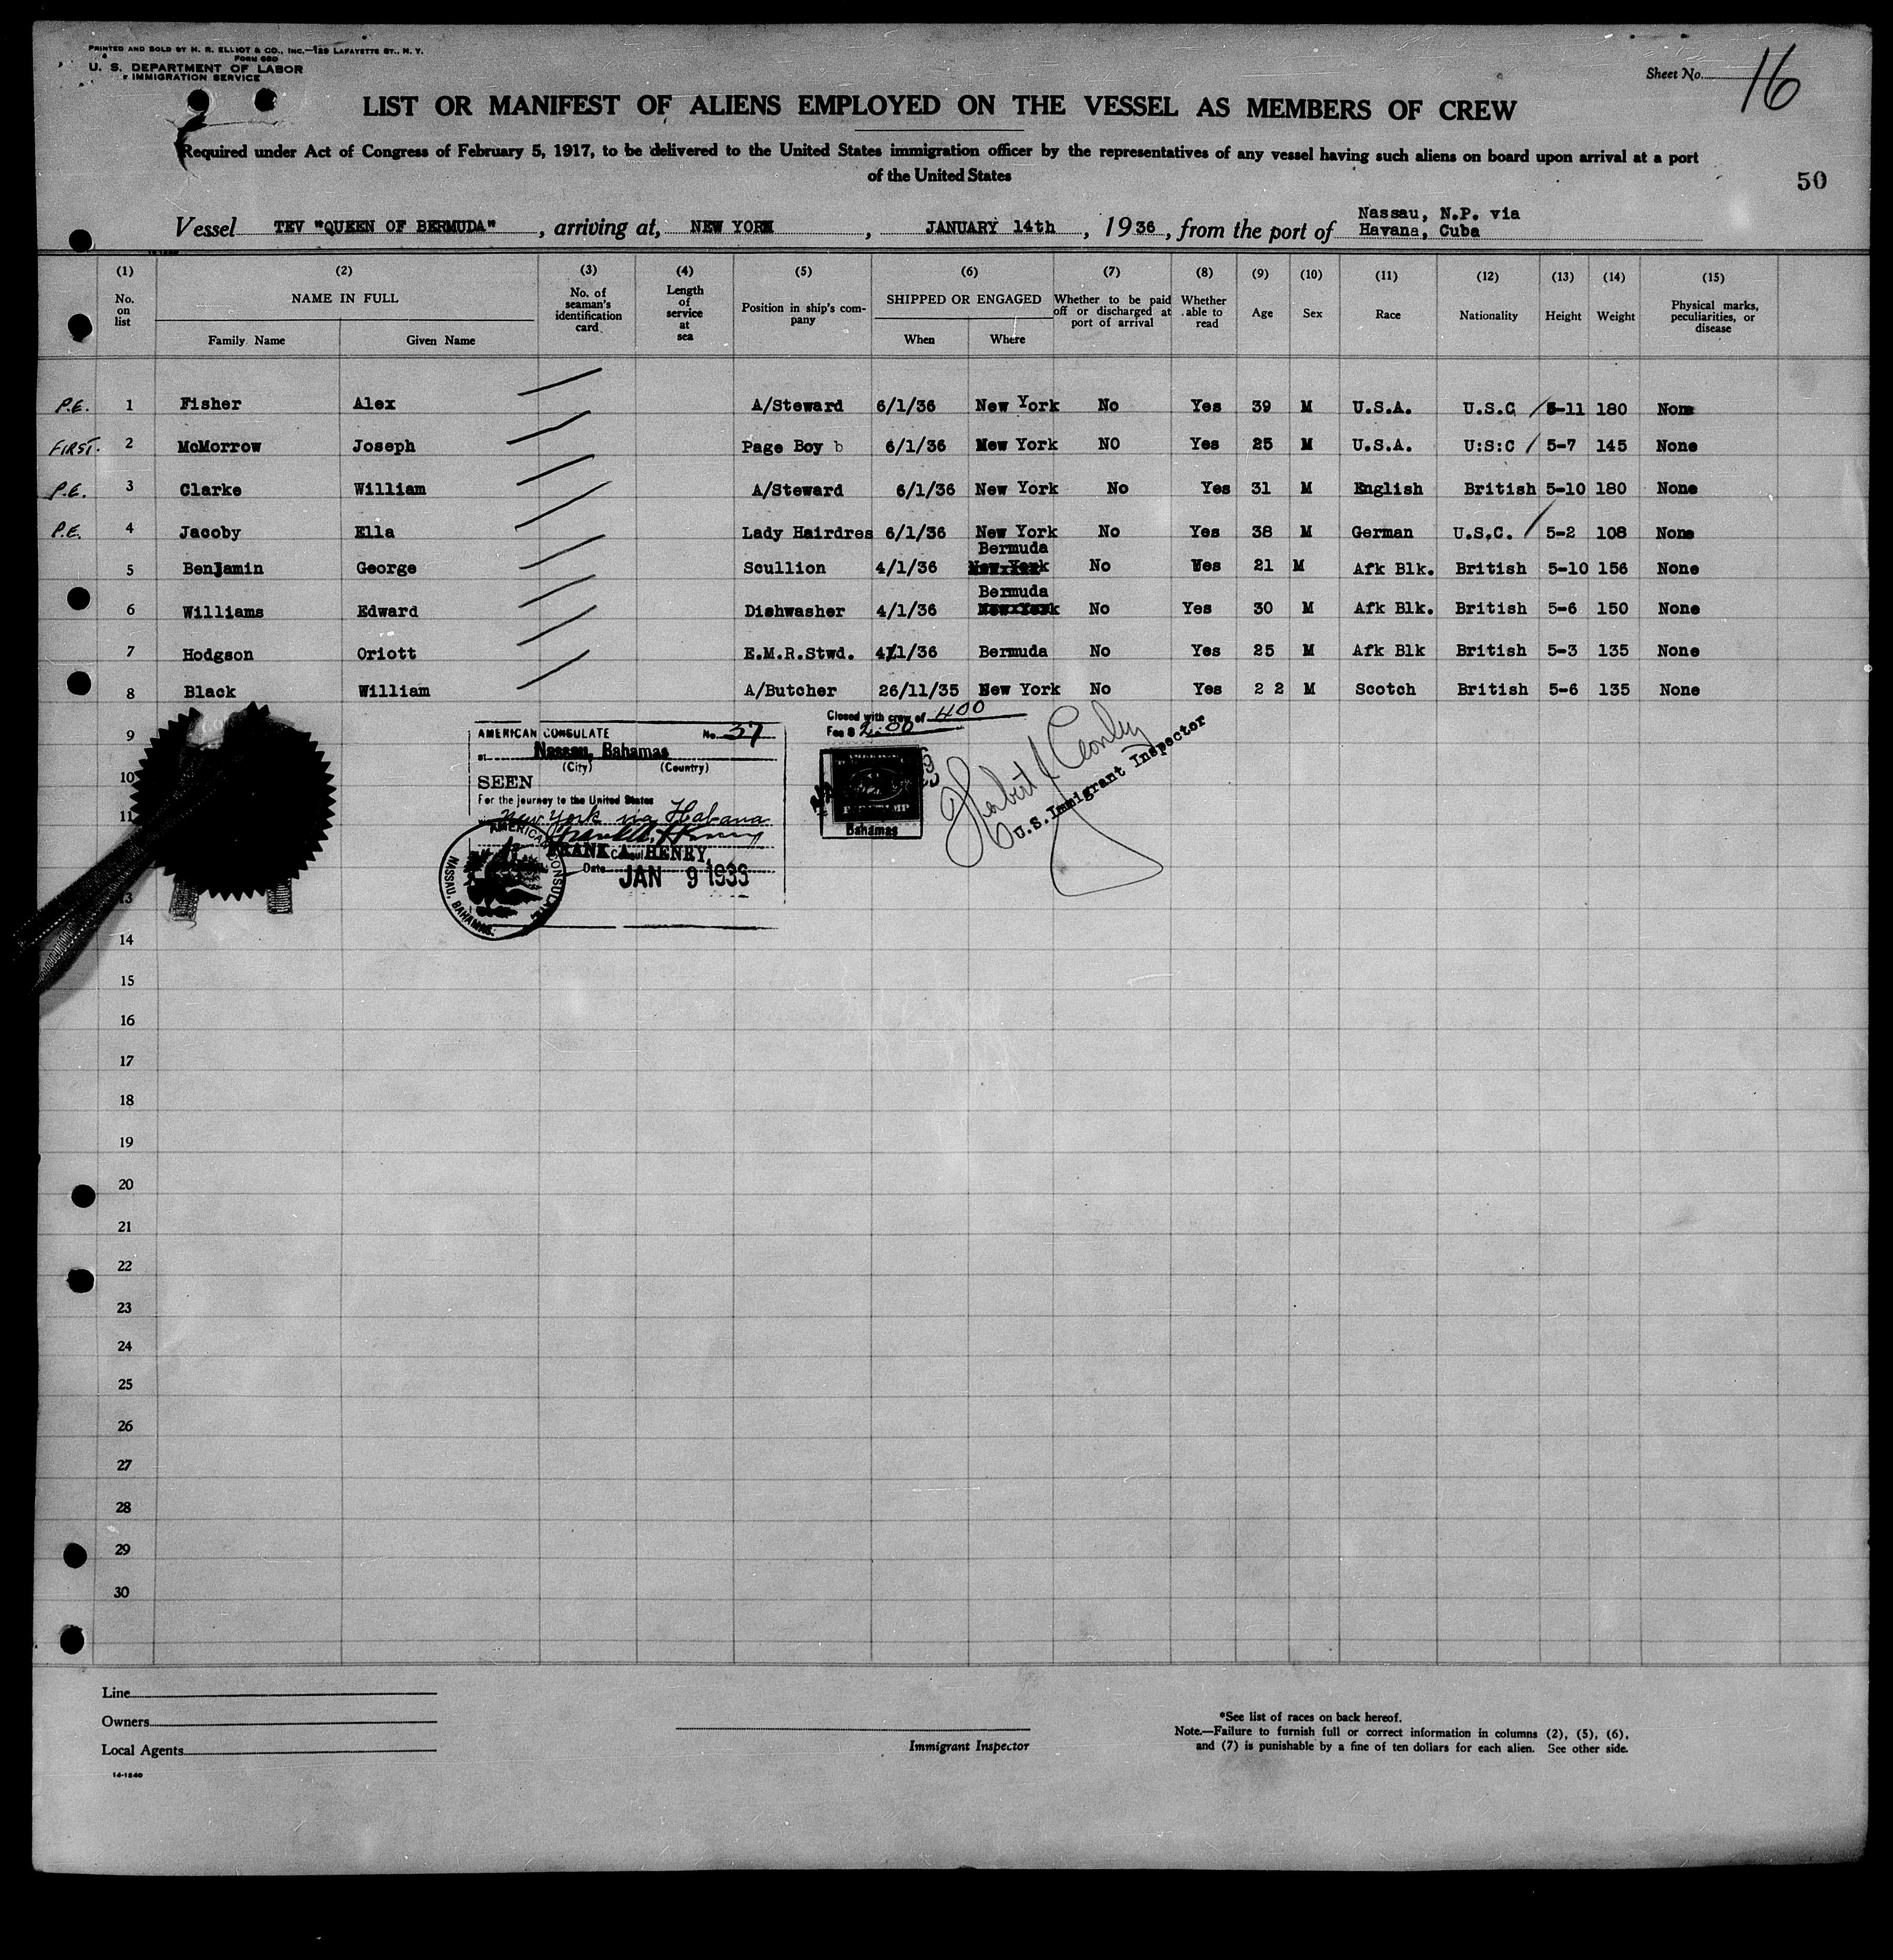 PRINTED AND SOLD BY H. R. ELLIOT & CO., INC.—129 LAFAYETTE ST., N. Y.
FORM 680
U. S. DEPARTMENT OF LABOR
IMMIGRATION SERVICE
Sheet No. 16
LIST OR MANIFEST OF ALIENS EMPLOYED ON THE VESSEL AS MEMBERS OF CREW
Required under Act of Congress of February 5, 1917, to be delivered to the United States immigration officer by the representatives of any vessel having such aliens on board upon arrival at a port
of the United States
50
Vessel TEV "QUEEN OF BERMUDA", arriving at, NEW YORK, JANUARY 14th, 1936, from the port of Nassau, N.P. via
Havana, Cuba
(1) (2) (3) (4) (5) (6) (7) (8) (9) (10) (11) (12) (13) (14) (15)
No. on list NAME IN FULL Family Name Given Name No. of seaman's identification card Length of service at sea Position in ship's company SHIPPED OR ENGAGED When Where Whether to be paid off or discharged at port of arrival Whether able to read Age Sex Race Nationality Height Weight Physical marks, peculiarities, or disease
P.E. 1 Fisher Alex A/Steward 6/1/36 New York No Yes 39 M U.S.A. U.S.C 5-11 180 None
FIRST. 2 McMorrow Joseph Page Boy b 6/1/36 New York NO Yes 25 M U.S.A. U:S:C 5-7 145 None
P.E. 3 Clarke William A/Steward 6/1/36 New York No Yes 31 M English British 5-10 180 None
P.E. 4 Jacoby Ella Lady Hairdres 6/1/36 New York No Yes 38 M German U.S.C. 5-2 108 None
Bermuda
5 Benjamin George Scullion 4/1/36 New York No Yes 21 M Afk Blk. British 5-10 156 None
Bermuda
6 Williams Edward Dishwasher 4/1/36 New York No Yes 30 M Afk Blk. British 5-6 150 None
7 Hodgson Oriott E.M.R.Stwd. 4/1/36 Bermuda No Yes 25 M Afk Blk British 5-3 135 None
8 Black William A/Butcher 26/11/35 New York No Yes 2 2 M Scotch British 5-6 135 None
Closed with crew of 400
Fee $ 2.00
AMERICAN CONSULATE No. 37
at Nassau, Bahamas
(City) (Country)
SEEN
For the journey to the United States
New York via Habana
FRANK A. HENRY,
Consul
Date JAN 9 1936
AMERICAN CONSULATE
NASSAU, BAHAMAS.
Bahamas
U.S. Immigrant Inspector
9
10
11
13
14
15
16
17
18
19
20
21
22
23
24
25
26
27
28
29
30
Line
Owners
Local Agents
14-1240
Immigrant Inspector
*See list of races on back hereof.
Note.—Failure to furnish full or correct information in columns (2), (5), (6),
and (7) is punishable by a fine of ten dollars for each alien. See other side.